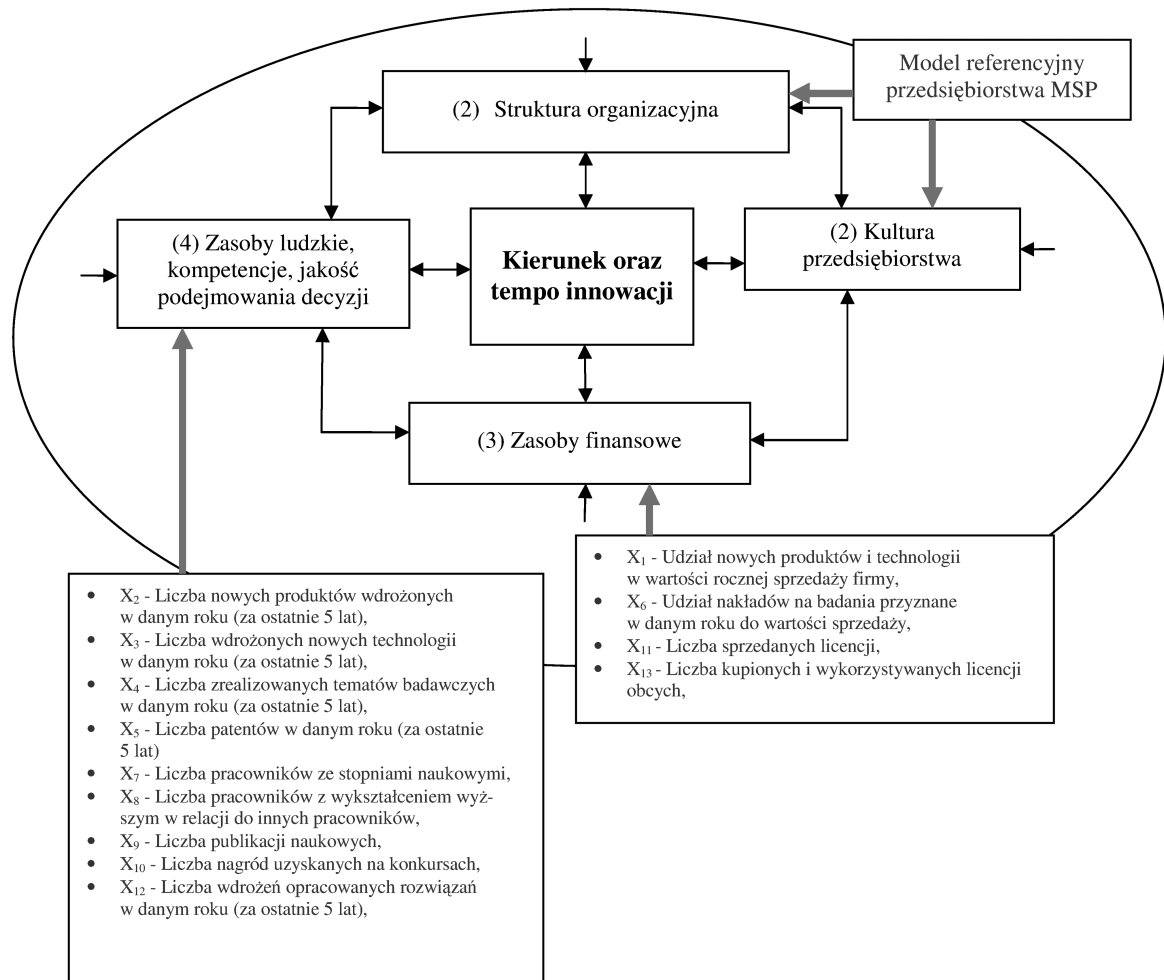 Model referencyjny
przedsiębiorstwa MSP
(2) Struktura organizacyjna
(4) Zasoby ludzkie,
kompetencje, jakość
podejmowania decyzji
Kierunek oraz
tempo innowacji
(2) Kultura
przedsiębiorstwa
(3) Zasoby finansowe
• X₁ - Udział nowych produktów i technologii
w wartości rocznej sprzedaży firmy,
• X₆ - Udział nakładów na badania przyznane
w danym roku do wartości sprzedaży,
• X₁₁ - Liczba sprzedanych licencji,
• X₁₃ - Liczba kupionych i wykorzystywanych licencji
obcych,
• X₂ - Liczba nowych produktów wdrożonych
w danym roku (za ostatnie 5 lat),
• X₃ - Liczba wdrożonych nowych technologii
w danym roku (za ostatnie 5 lat),
• X₄ - Liczba zrealizowanych tematów badawczych
w danym roku (za ostatnie 5 lat),
• X₅ - Liczba patentów w danym roku (za ostatnie
5 lat)
• X₇ - Liczba pracowników ze stopniami naukowymi,
• X₈ - Liczba pracowników z wykształceniem wyż-
szym w relacji do innych pracowników,
• X₉ - Liczba publikacji naukowych,
• X₁₀ - Liczba nagród uzyskanych na konkursach,
• X₁₂ - Liczba wdrożeń opracowanych rozwiązań
w danym roku (za ostatnie 5 lat),